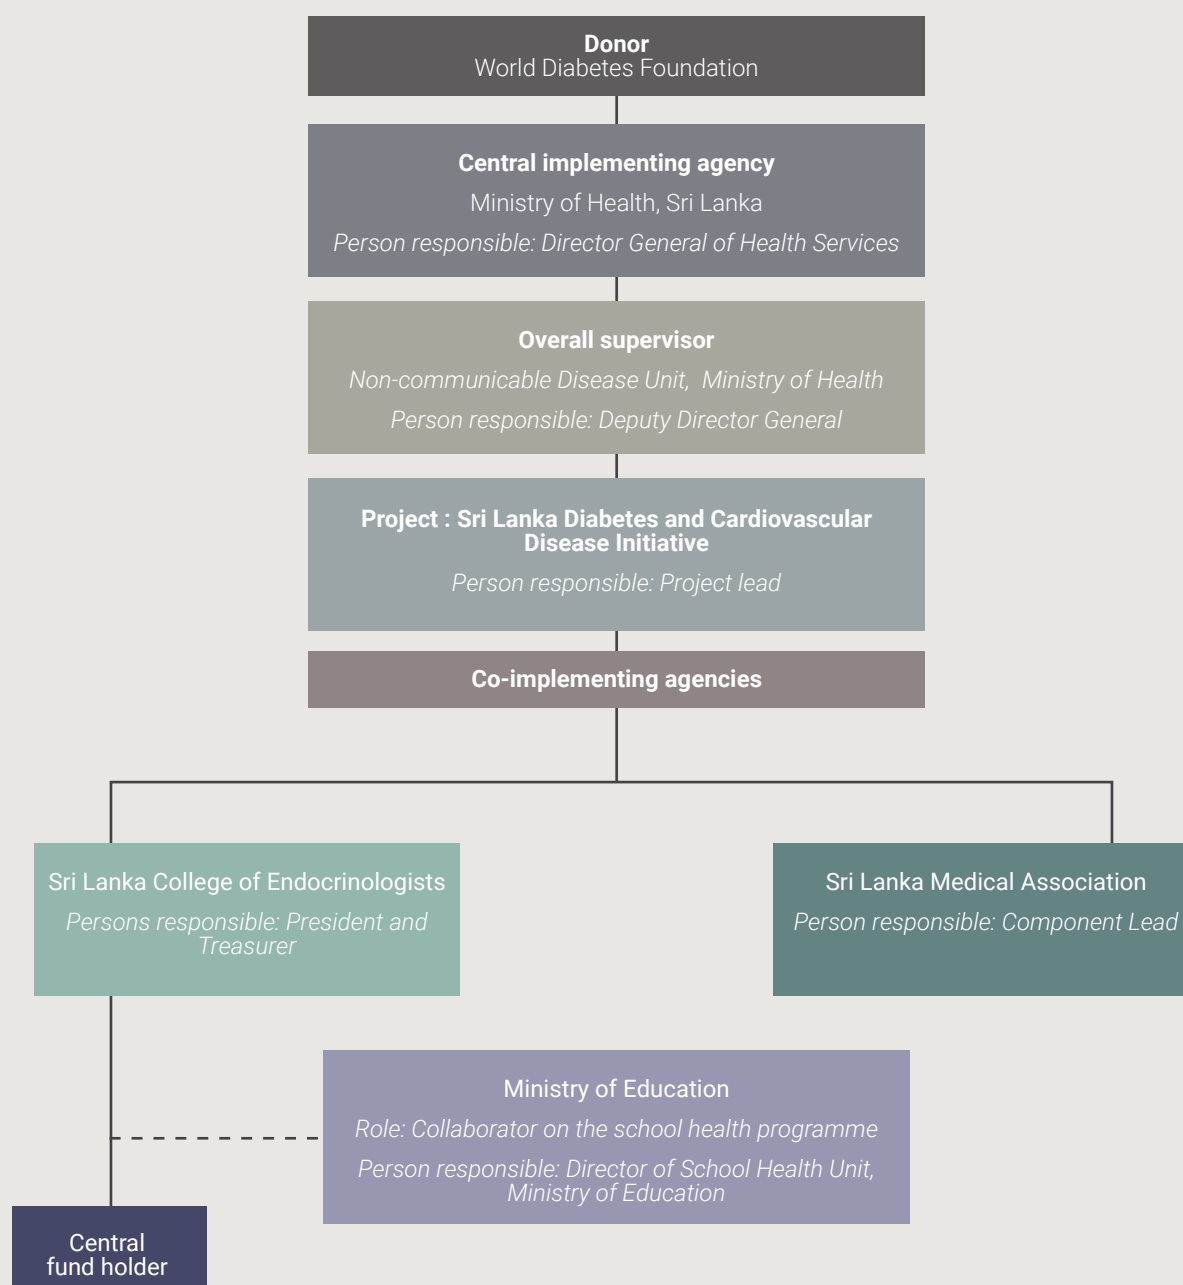 Donor
World Diabetes Foundation
Central implementing agency
Ministry of Health, Sri Lanka
Person responsible: Director General of Health Services
Overall supervisor
Non-communicable Disease Unit, Ministry of Health
Person responsible: Deputy Director General
Project : Sri Lanka Diabetes and Cardiovascular
Disease Initiative
Person responsible: Project lead
Co-implementing agencies
Sri Lanka College of Endocrinologists
Persons responsible: President and
Treasurer
Sri Lanka Medical Association
Person responsible: Component Lead
Ministry of Education
Role: Collaborator on the school health programme
Person responsible: Director of School Health Unit,
Ministry of Education
Central
fund holder